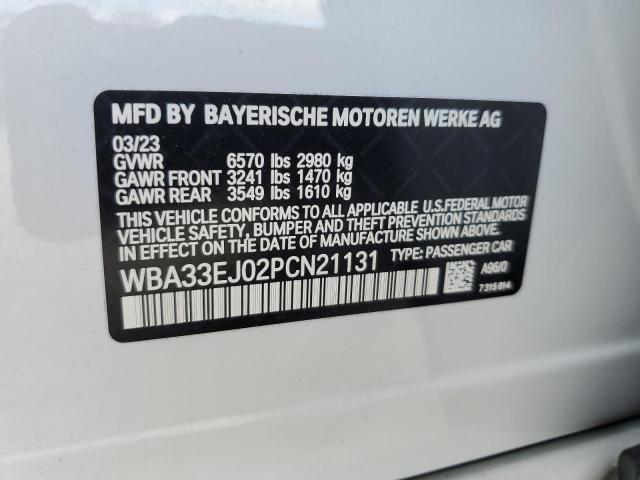 MFD BY BAYERISCHE MOTOREN WERKE AG
03/23
GVWR 6570 lbs 2980 kg
GAWR FRONT 3241 lbs 1470 kg
GAWR REAR 3549 lbs 1610 kg
THIS VEHICLE CONFORMS TO ALL APPLICABLE U.S.FEDERAL MOTOR
VEHICLE SAFETY, BUMPER AND THEFT PREVENTION STANDARDS
IN EFFECT ON THE DATE OF MANUFACTURE SHOWN ABOVE.
WBA33EJ02PCN21131 TYPE: PASSENGER CAR
A96/0
7315814